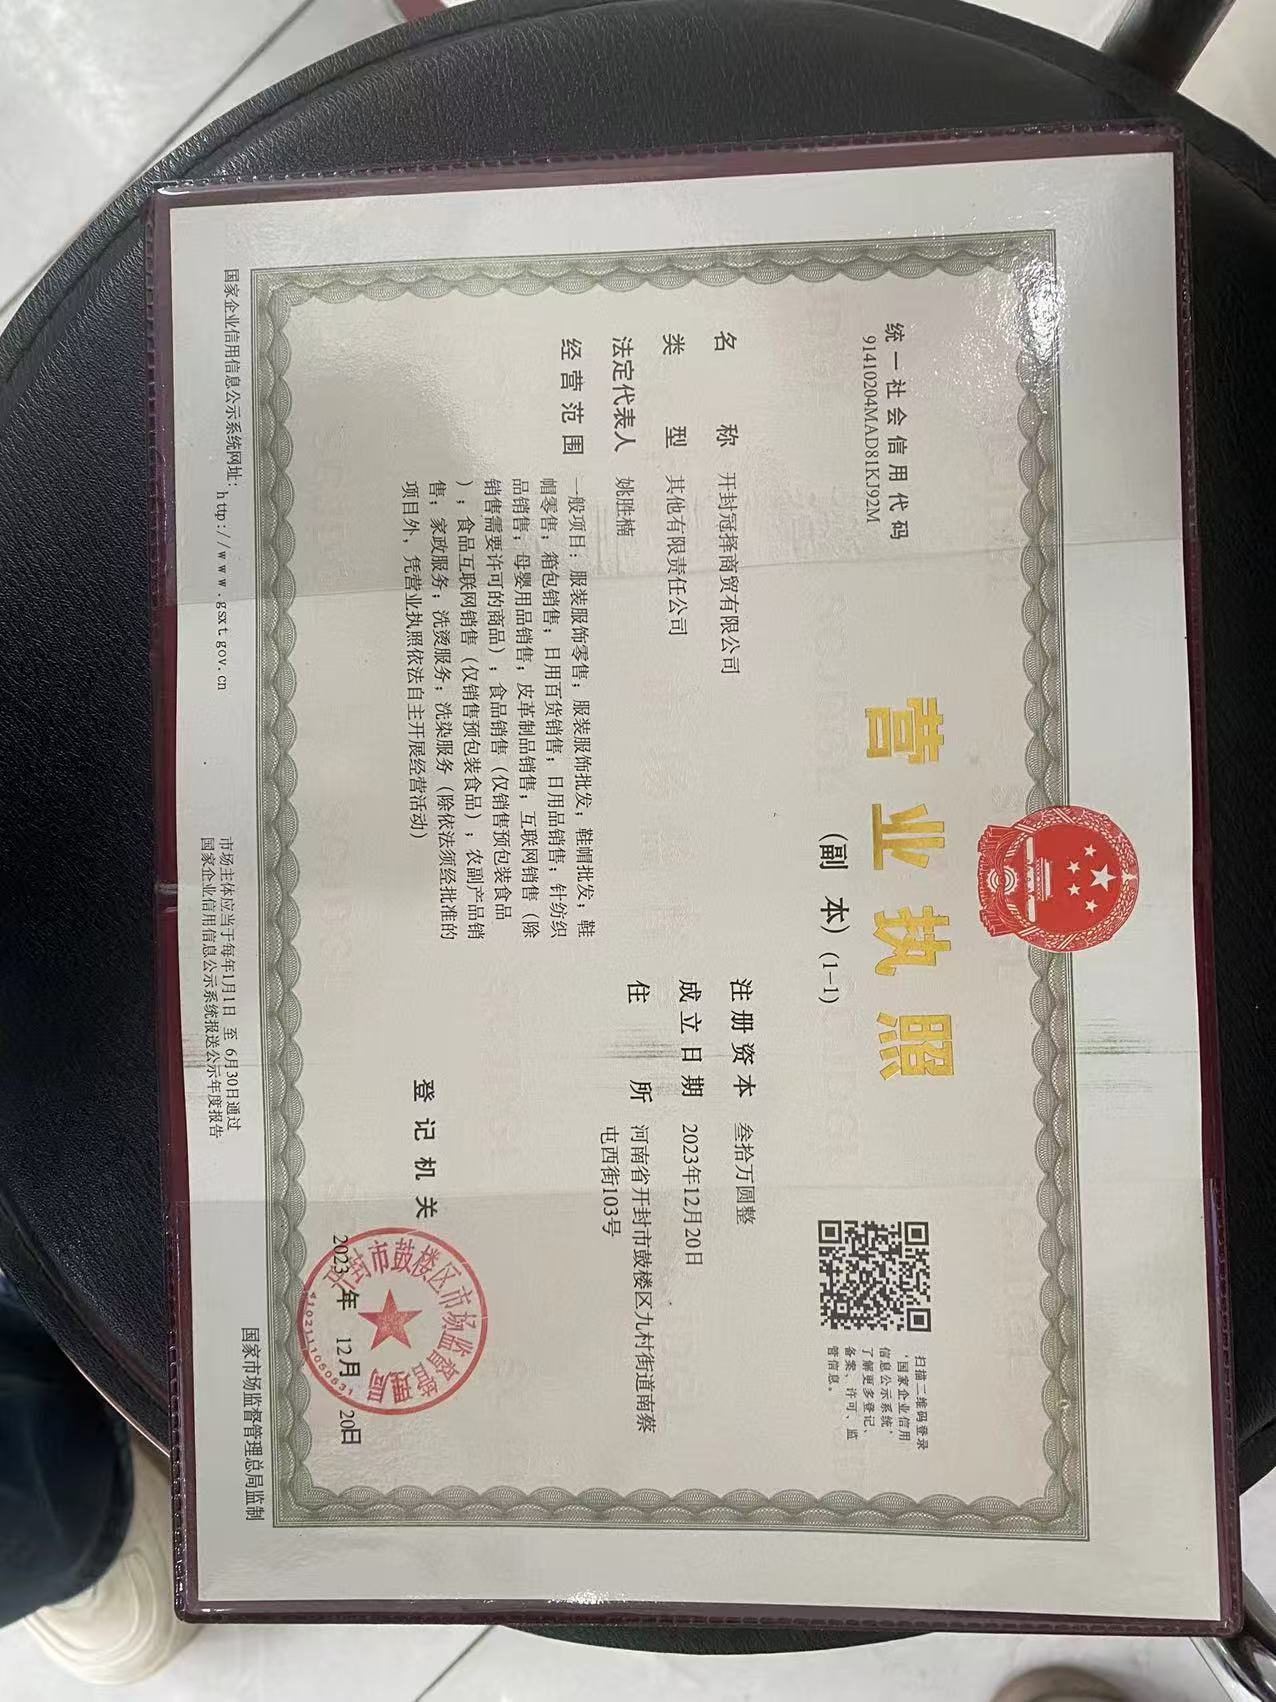 统一社会信用代码
91410204MAD81KJ92M
营业执照
(副 本) (1-1)
扫描二维码登录
'国家企业信用
信息公示系统'
了解更多登记、
备案、许可、监
管信息。
名 称 开封冠择商贸有限公司
类 型 其他有限责任公司
法定代表人 姚胜楠
经营范围 一般项目：服装服饰零售；服装服饰批发；鞋帽批发；鞋
帽零售；箱包销售；日用百货销售；日用品销售；针纺织
品销售；母婴用品销售；皮革制品销售；互联网销售（除
销售需要许可的商品）；食品销售（仅销售预包装食品
）；食品互联网销售（仅销售预包装食品）；农副产品销
售；家政服务；洗烫服务；洗染服务（除依法须经批准的
项目外，凭营业执照依法自主开展经营活动）
注册资本 叁拾万圆整
成立日期 2023年12月20日
住 所 河南省开封市鼓楼区九村街道南蔡
屯西街103号
登记机关
市鼓楼区市场监督管理局
2023年 12月 20日
国家企业信用信息公示系统网址：http://www.gsxt.gov.cn
市场主体应当于每年1月1日 至 6月30日通过
国家企业信用信息公示系统报送公示年度报告
国家市场监督管理总局监制